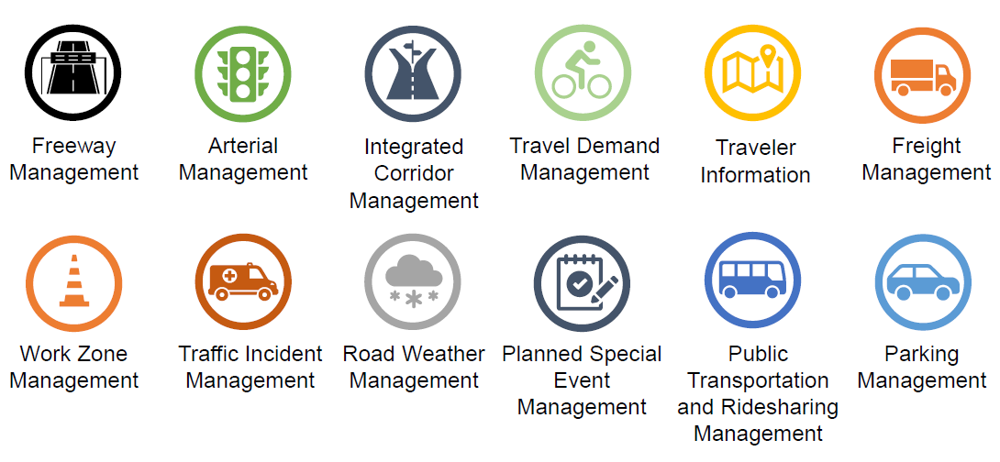 Freeway
Management
Arterial
Management
Integrated
Corridor
Management
Travel Demand
Management
Traveler
Information
Freight
Management
Work Zone
Management
Traffic Incident
Management
Road Weather
Management
Planned Special
Event
Management
Public
Transportation
and Ridesharing
Management
Parking
Management